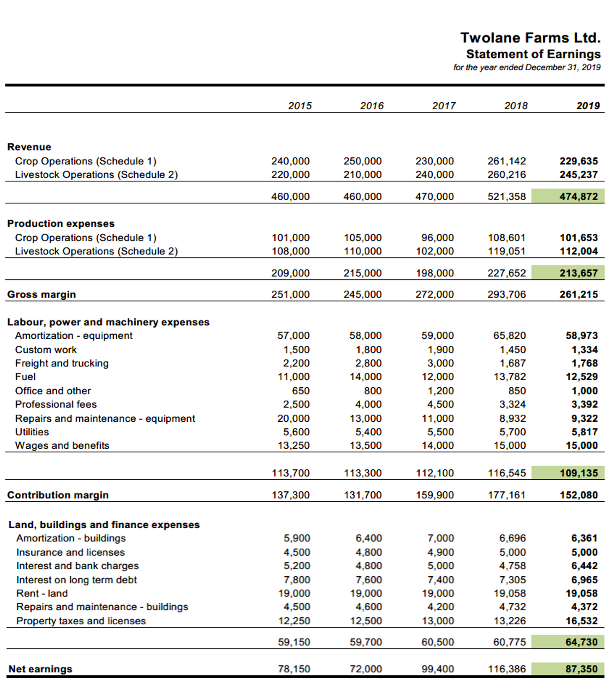 Twolane Farms Ltd.
Statement of Earnings
for the year ended December 31, 2019
2015 2016 2017 2018 2019
Revenue
Crop Operations (Schedule 1) 240,000 250,000 230,000 261,142 229,635
Livestock Operations (Schedule 2) 220,000 210,000 240,000 260,216 245,237
460,000 460,000 470,000 521,358 474,872
Production expenses
Crop Operations (Schedule 1) 101,000 105,000 96,000 108,601 101,653
Livestock Operations (Schedule 2) 108,000 110,000 102,000 119,051 112,004
209,000 215,000 198,000 227,652 213,657
Gross margin 251,000 245,000 272,000 293,706 261,215
Labour, power and machinery expenses
Amortization - equipment 57,000 58,000 59,000 65,820 58,973
Custom work 1,500 1,800 1,900 1,450 1,334
Freight and trucking 2,200 2,800 3,000 1,687 1,768
Fuel 11,000 14,000 12,000 13,782 12,529
Office and other 650 800 1,200 850 1,000
Professional fees 2,500 4,000 4,500 3,324 3,392
Repairs and maintenance - equipment 20,000 13,000 11,000 8,932 9,322
Utilities 5,600 5,400 5,500 5,700 5,817
Wages and benefits 13,250 13,500 14,000 15,000 15,000
113,700 113,300 112,100 116,545 109,135
Contribution margin 137,300 131,700 159,900 177,161 152,080
Land, buildings and finance expenses
Amortization - buildings 5,900 6,400 7,000 6,696 6,361
Insurance and licenses 4,500 4,800 4,900 5,000 5,000
Interest and bank charges 5,200 4,800 5,000 4,758 6,442
Interest on long term debt 7,800 7,600 7,400 7,305 6,965
Rent - land 19,000 19,000 19,000 19,058 19,058
Repairs and maintenance - buildings 4,500 4,600 4,200 4,732 4,372
Property taxes and licenses 12,250 12,500 13,000 13,226 16,532
59,150 59,700 60,500 60,775 64,730
Net earnings 78,150 72,000 99,400 116,386 87,350